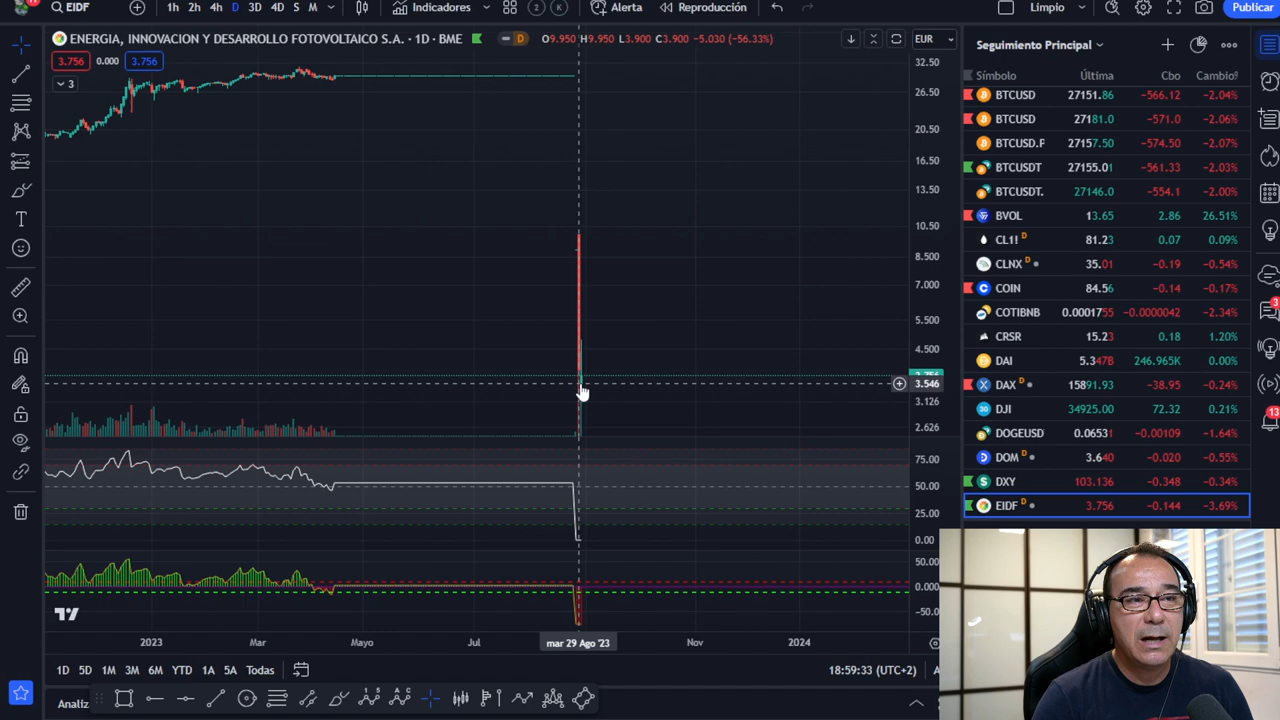 EIDF
1h 2h 4h D 3D 4D S M
Indicadores
2 K
Alerta
Reproducción
Limpio
Publicar
ENERGIA, INNOVACION Y DESARROLLO FOTOVOLTAICO S.A. · 1D · BME
D
O9.950 H9.950 L3.900 C3.900 -5.030 (-56.33%)
EUR
3.756 0.000 3.756
3
32.50
26.50
20.50
16.50
13.50
10.50
8.500
7.000
5.500
4.500
3.756
3.546
3.126
2.626
75.00
50.00
25.00
0.00
50.00
0.000
2023 Mar Mayo Jul mar 29 Ago '23 Nov 2024
1D 5D 1M 3M 6M YTD 1A 5A Todas
18:59:33 (UTC+2)
Seguimiento Principal
Símbolo Última Cbo Cambio%
BTCUSD 27151.86 -566.12 -2.04%
BTCUSD 27181.0 -571.0 -2.06%
BTCUSD.P 27157.50 -574.50 -2.07%
BTCUSDT 27155.01 -561.33 -2.03%
BTCUSDT. 27146.0 -554.1 -2.00%
BVOL 13.65 2.86 26.51%
CL1! D 81.23 0.07 0.09%
CLNX D 35.01 -0.19 -0.54%
COIN 84.56 -0.14 -0.17%
COTIBNB 0.0001755 -0.0000042 -2.34%
CRSR 15.23 0.18 1.20%
DAI 5.347B 246.965K 0.00%
DAX D 15891.93 -38.95 -0.24%
DJI 34925.00 72.32 0.21%
DOGEUSD 0.06531 -0.00109 -1.64%
DOM D 3.640 -0.020 -0.55%
DXY 103.136 -0.348 -0.34%
EIDF D 3.756 -0.144 -3.69%
13